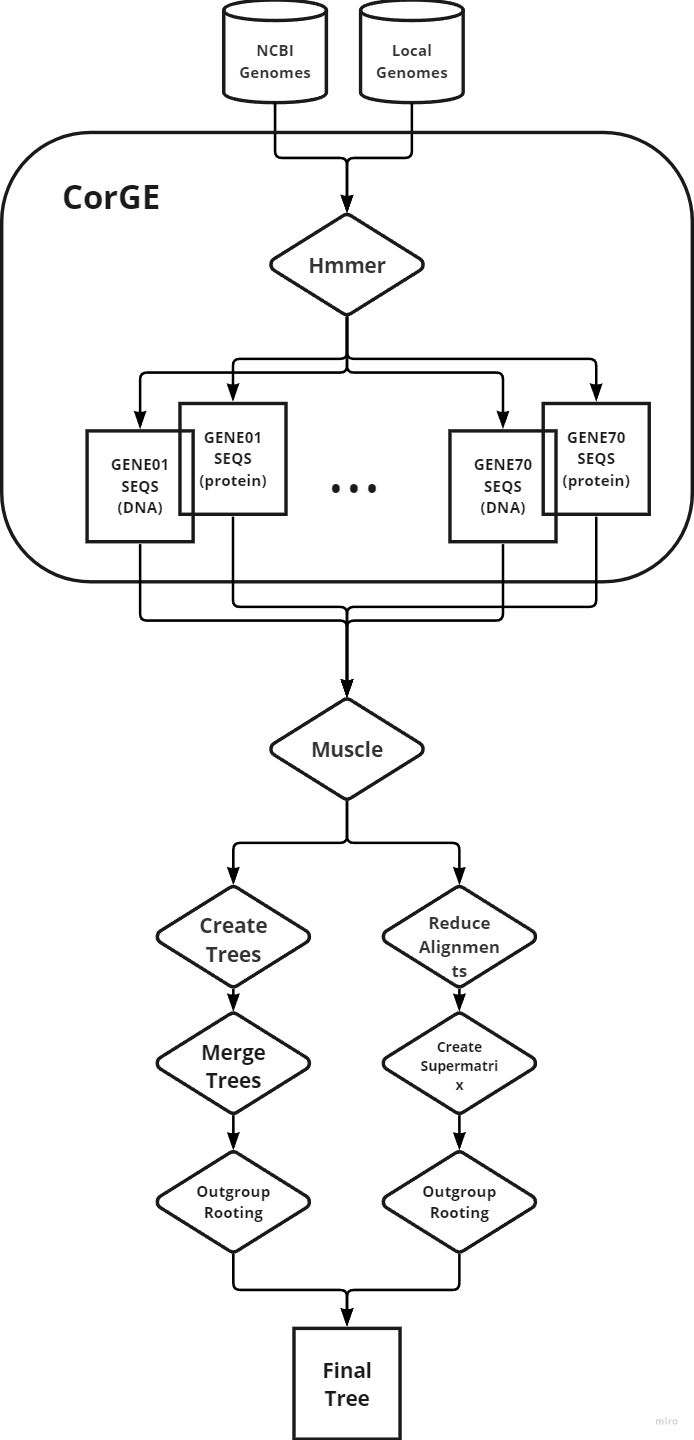 NCBI
Genomes
Local
Genomes
CorGE
Hmmer
GENE01
SEQS
(protein)
GENE01
SEQS
(DNA)
...
GENE70
SEQS
(protein)
GENE70
SEQS
(DNA)
Muscle
Create
Trees
Reduce
Alignmen
ts
Merge
Trees
Create
Supermatri
x
Outgroup
Rooting
Outgroup
Rooting
Final
Tree
miro